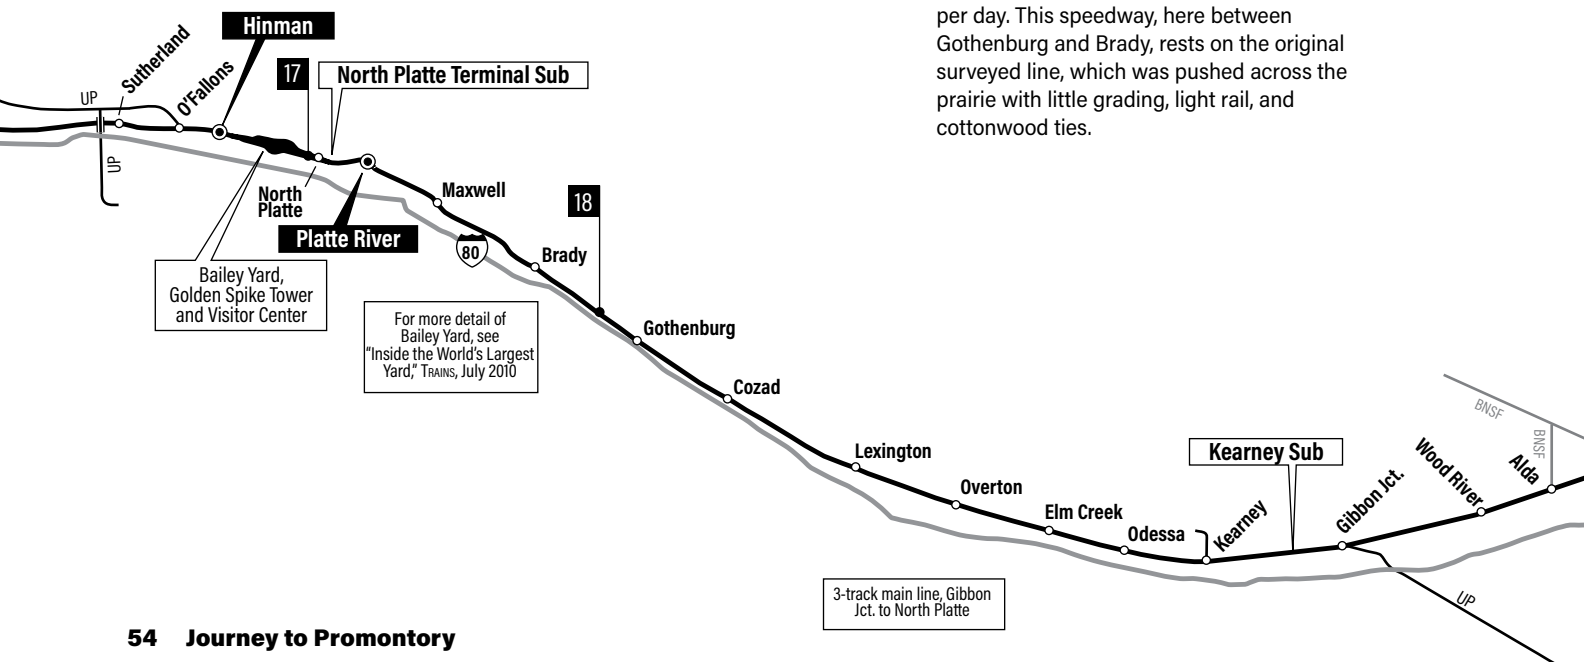 per day. This speedway, here between
Gothenburg and Brady, rests on the original
surveyed line, which was pushed across the
prairie with little grading, light rail, and
cottonwood ties.
Hinman
Sutherland
O'Fallons
UP
UP
17
North Platte Terminal Sub
North
Platte
Platte River
Maxwell
18
80
Brady
Bailey Yard,
Golden Spike Tower
and Visitor Center
For more detail of
Bailey Yard, see
“Inside the World’s Largest
Yard,” Trains, July 2010
Gothenburg
Cozad
Lexington
Overton
Elm Creek
Odessa
Kearney
Kearney Sub
Gibbon Jct.
Wood River
Alda
BNSF
BNSF
UP
3-track main line, Gibbon
Jct. to North Platte
54 Journey to Promontory